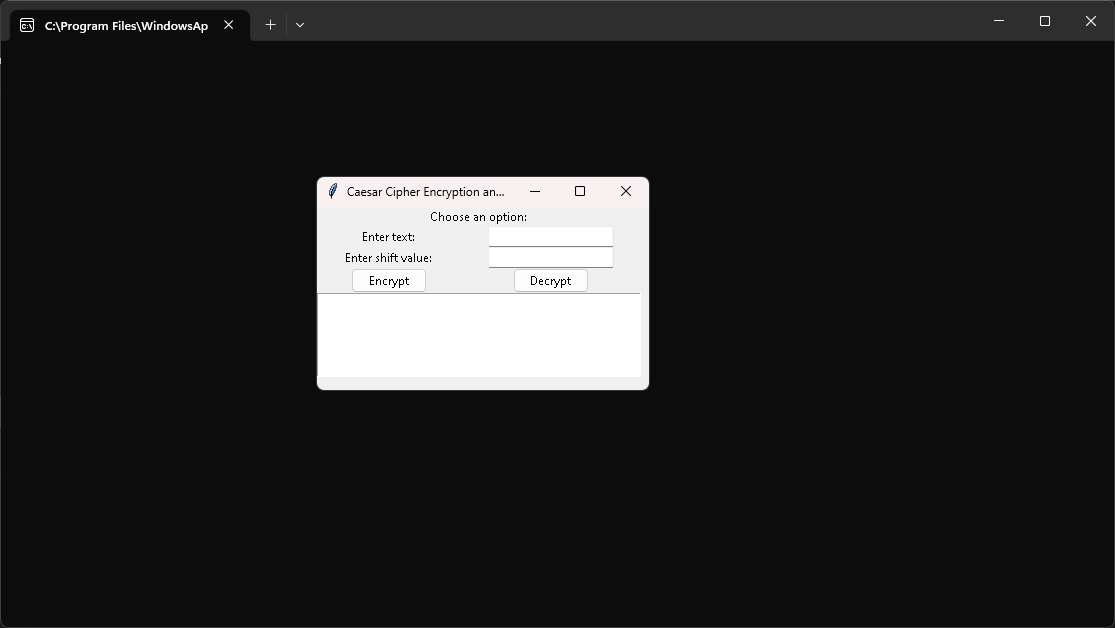 C:\Program Files\WindowsAp
Caesar Cipher Encryption an...
Choose an option:
Enter text:
Enter shift value:
Encrypt Decrypt